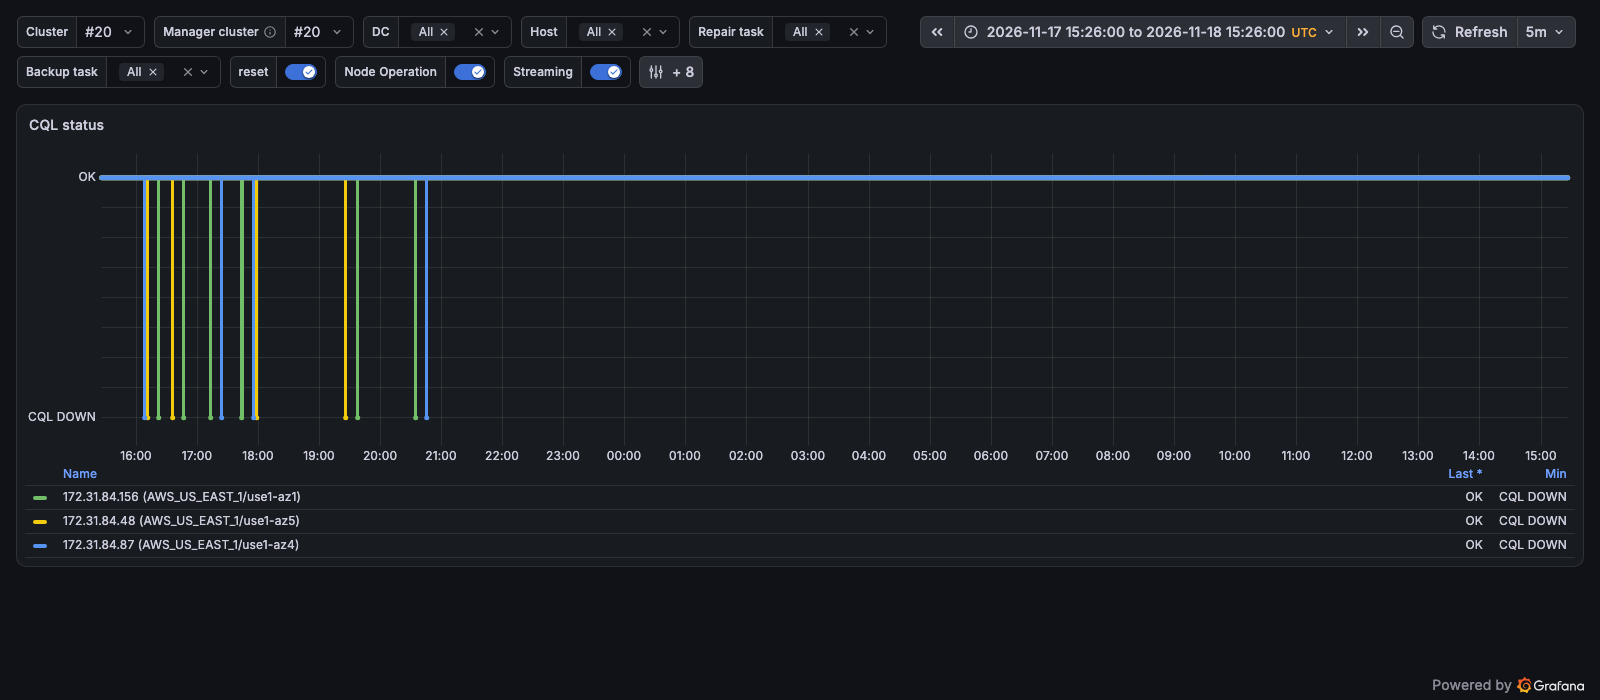 Cluster #20 Manager cluster #20 DC All Host All Repair task All 2026-11-17 15:26:00 to 2026-11-18 15:26:00 UTC Refresh 5m
Backup task All reset Node Operation Streaming + 8
CQL status
OK
CQL DOWN
16:00 17:00 18:00 19:00 20:00 21:00 22:00 23:00 00:00 01:00 02:00 03:00 04:00 05:00 06:00 07:00 08:00 09:00 10:00 11:00 12:00 13:00 14:00 15:00
Name Last * Min
172.31.84.156 (AWS_US_EAST_1/use1-az1) OK CQL DOWN
172.31.84.48 (AWS_US_EAST_1/use1-az5) OK CQL DOWN
172.31.84.87 (AWS_US_EAST_1/use1-az4) OK CQL DOWN
Powered by Grafana